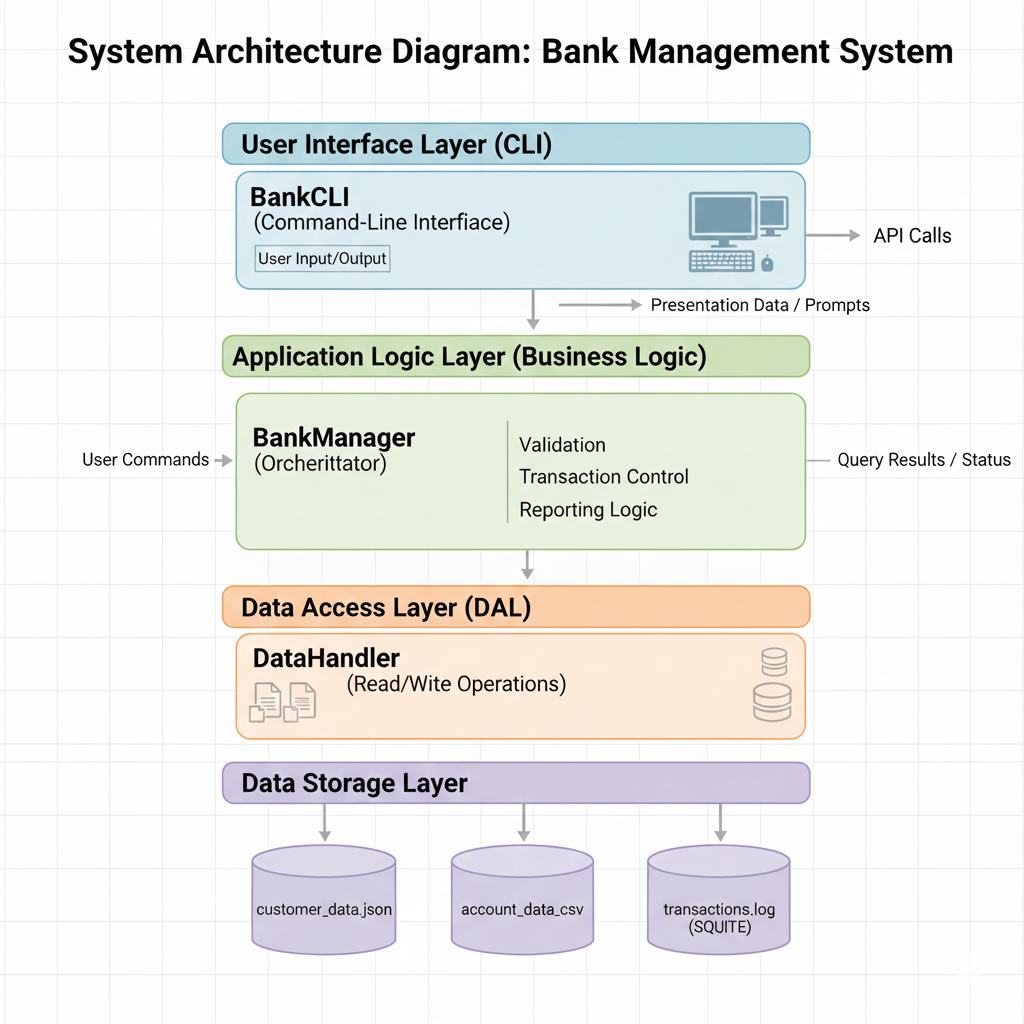 System Architecture Diagram: Bank Management System
User Interface Layer (CLI)
BankCLI
(Command-Line Interfiace)
User Input/Output
API Calls
Presentation Data / Prompts
Application Logic Layer (Business Logic)
User Commands
BankManager
(Orcherittator)
Validation
Transaction Control
Reporting Logic
Query Results / Status
Data Access Layer (DAL)
DataHandler
(Read/Wite Operations)
Data Storage Layer
customer_data.json
account_data_csv
transactions.log
(SQUITE)